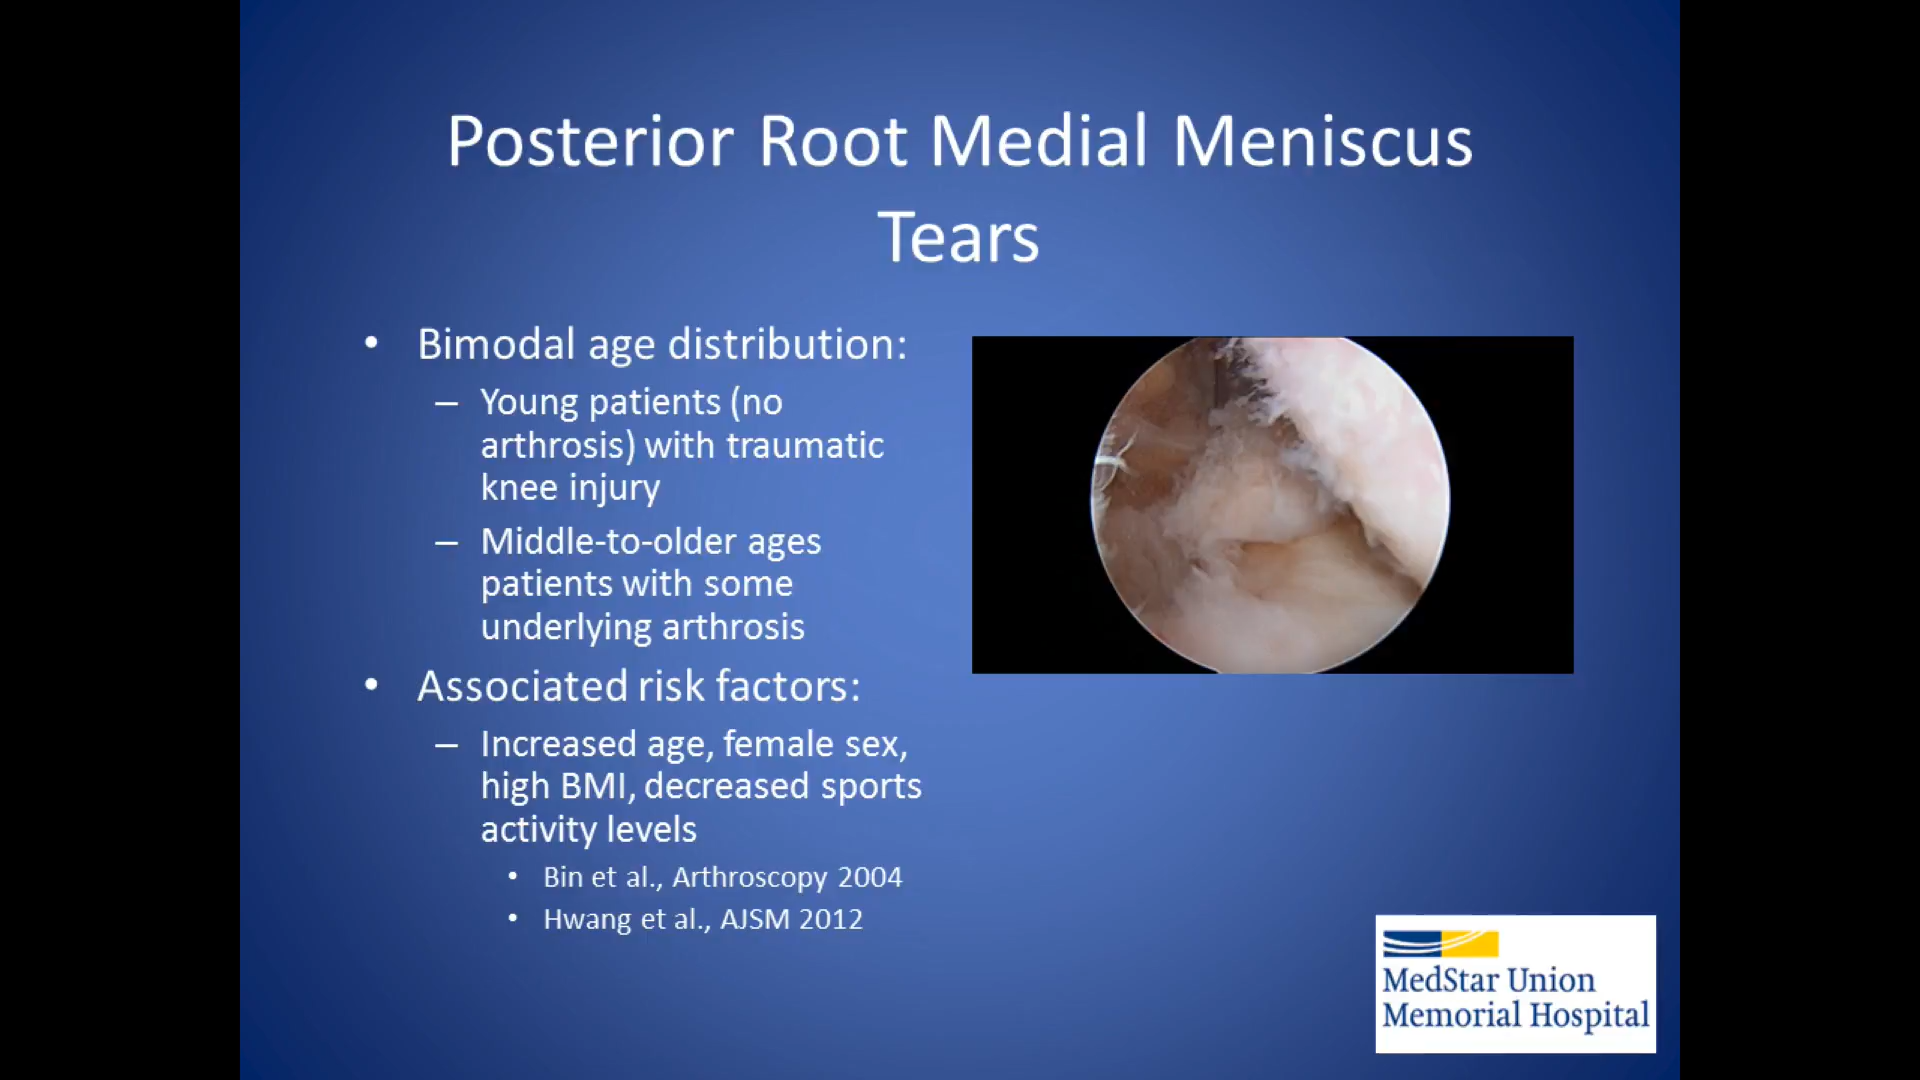 Posterior Root Medial Meniscus
Tears
• Bimodal age distribution:
– Young patients (no
arthrosis) with traumatic
knee injury
– Middle-to-older ages
patients with some
underlying arthrosis
• Associated risk factors:
– Increased age, female sex,
high BMI, decreased sports
activity levels
• Bin et al., Arthroscopy 2004
• Hwang et al., AJSM 2012
MedStar Union
Memorial Hospital